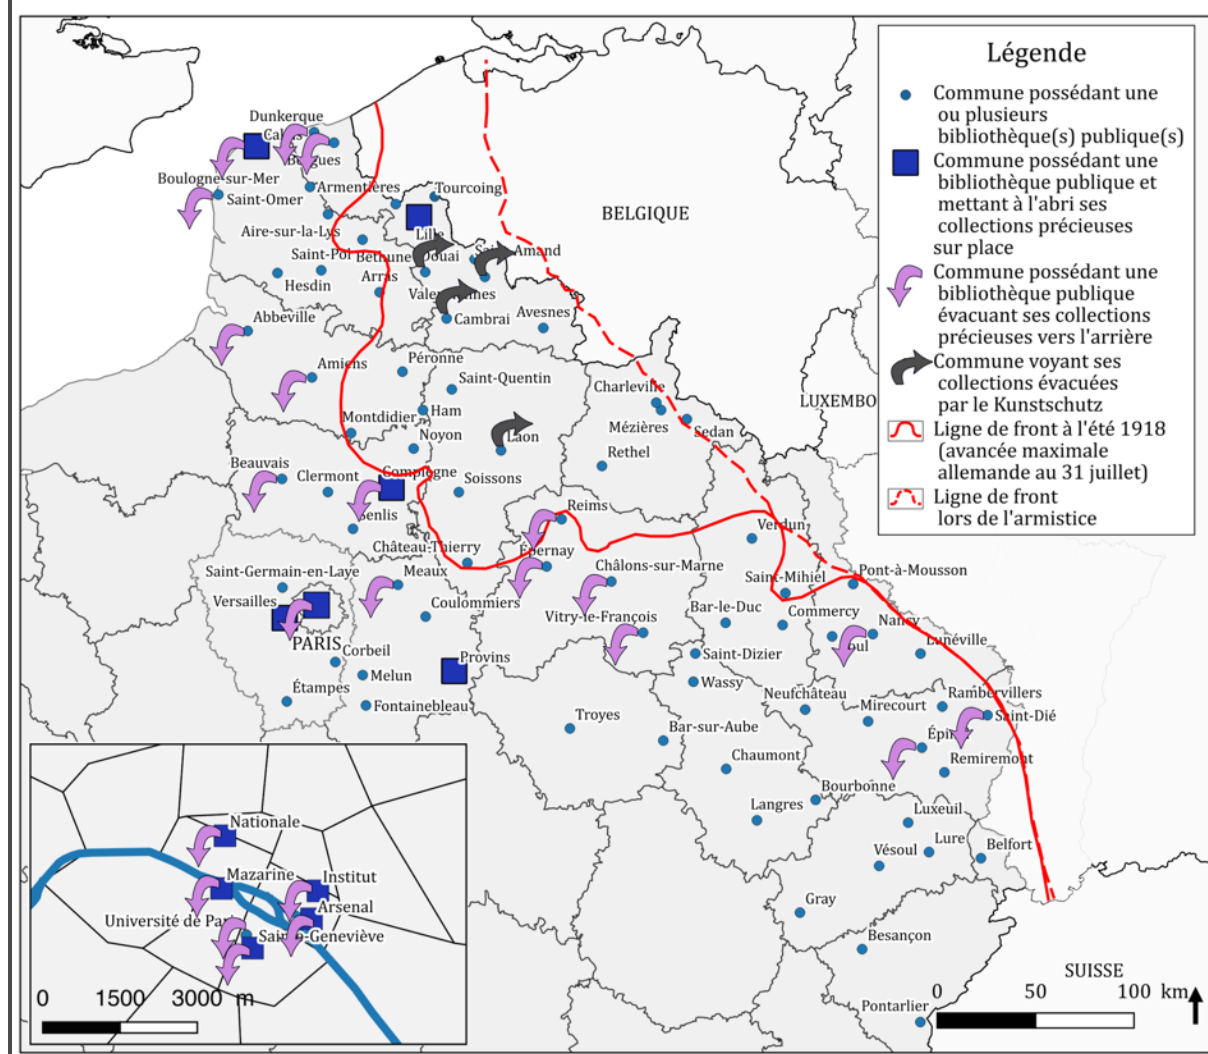 Légende
Commune possédant une
ou plusieurs
bibliothèque(s) publique(s)
Commune possédant une
bibliothèque publique et
mettant à l'abri ses
collections précieuses
sur place
Commune possédant une
bibliothèque publique
évacuant ses collections
précieuses vers l'arrière
Commune voyant ses
collections évacuées
par le Kunstschutz
Ligne de front à l'été 1918
(avancée maximale
allemande au 31 juillet)
Ligne de front
lors de l'armistice
Dunkerque
Boulogne-sur-Mer
Armentières
Tourcoing
Saint-Omer
BELGIQUE
Aire-sur-la-Lys
Lille
Saint-Pol
Béthune
Douai
Amand
Hesdin
Arras
Abbeville
Cambrai
Avesnes
Amiens
Péronne
Saint-Quentin
Charleville
LUXEMBO
Montdidier
Ham
Mézières
Sedan
Noyon
Laon
Rethel
Beauvais
Clermont
Compiègne
Soissons
Senlis
Reims
Verdun
Château-Thierry
Épernay
Saint-Germain-en-Laye
Meaux
Châlons-sur-Marne
Saint-Mihiel
Pont-à-Mousson
Versailles
Coulommiers
Vitry-le-François
Bar-le-Duc
Commercy
Nancy
PARIS
Corbeil
Provins
Saint-Dizier
Lunéville
Étampes
Melun
Wassy
Fontainebleau
Neufchâteau
Mirecourt
Rambervillers
Troyes
Bar-sur-Aube
Saint-Dié
Chaumont
Remiremont
Bourbonne
Langres
Luxeuil
Vésoul
Lure
Belfort
Gray
Besançon
Pontarlier
SUISSE
0 50 100 km
Nationale
Mazarine
Institut
Arsenal
Université de
0 1500 3000 m